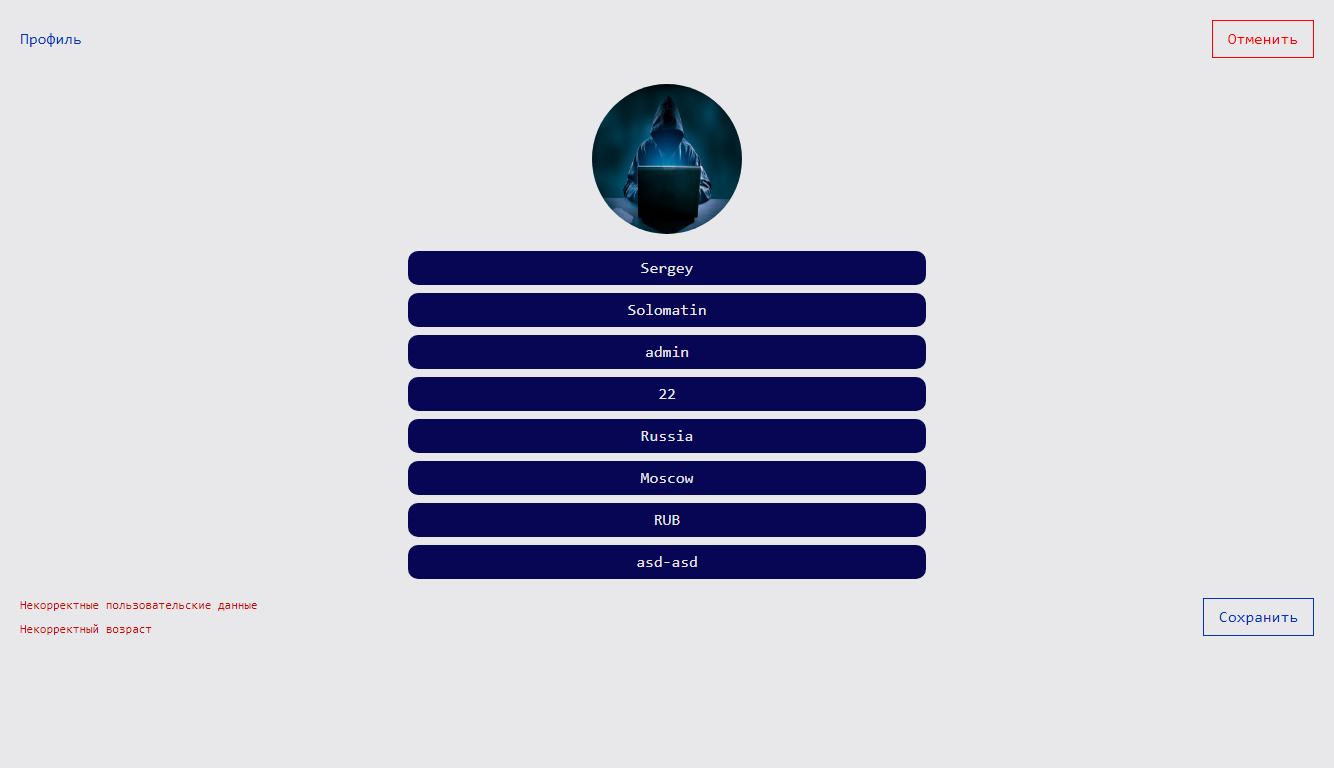 Профиль
Отменить
Sergey
Solomatin
admin
22
Russia
Moscow
RUB
asd-asd
Некорректные пользовательские данные
Некорректный возраст
Сохранить